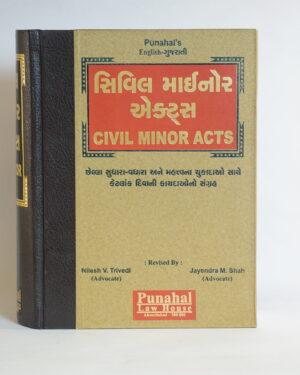 Punahal's
English-ગુજરાતી
સિવિલ માઈનોર
એક્ટ્સ
CIVIL MINOR ACTS
છેલ્લા સુધારા-વધારા અને મહત્વના ચુકાદાઓ સાથે
કેટલાંક દિવાની કાયદાઓનો સંગ્રહ
: Revised By :
Nilesh V. Trivedi
(Advocate)
Jayendra M. Shah
(Advocate)
Punahal
Law House